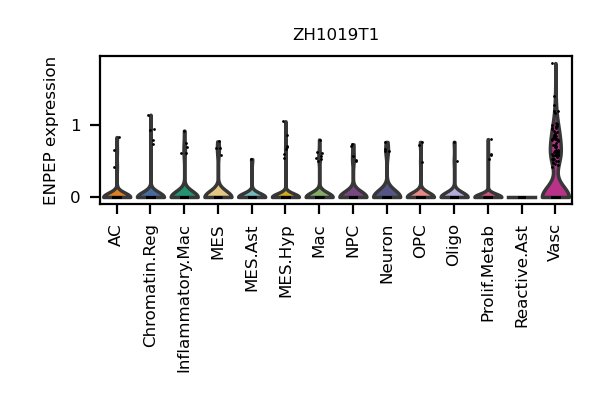 ZH1019T1
ENPEP expression
1
0
AC
Chromatin.Reg
Inflammatory.Mac
MES
MES.Ast
MES.Hyp
Mac
NPC
Neuron
OPC
Oligo
Prolif.Metab
Reactive.Ast
Vasc